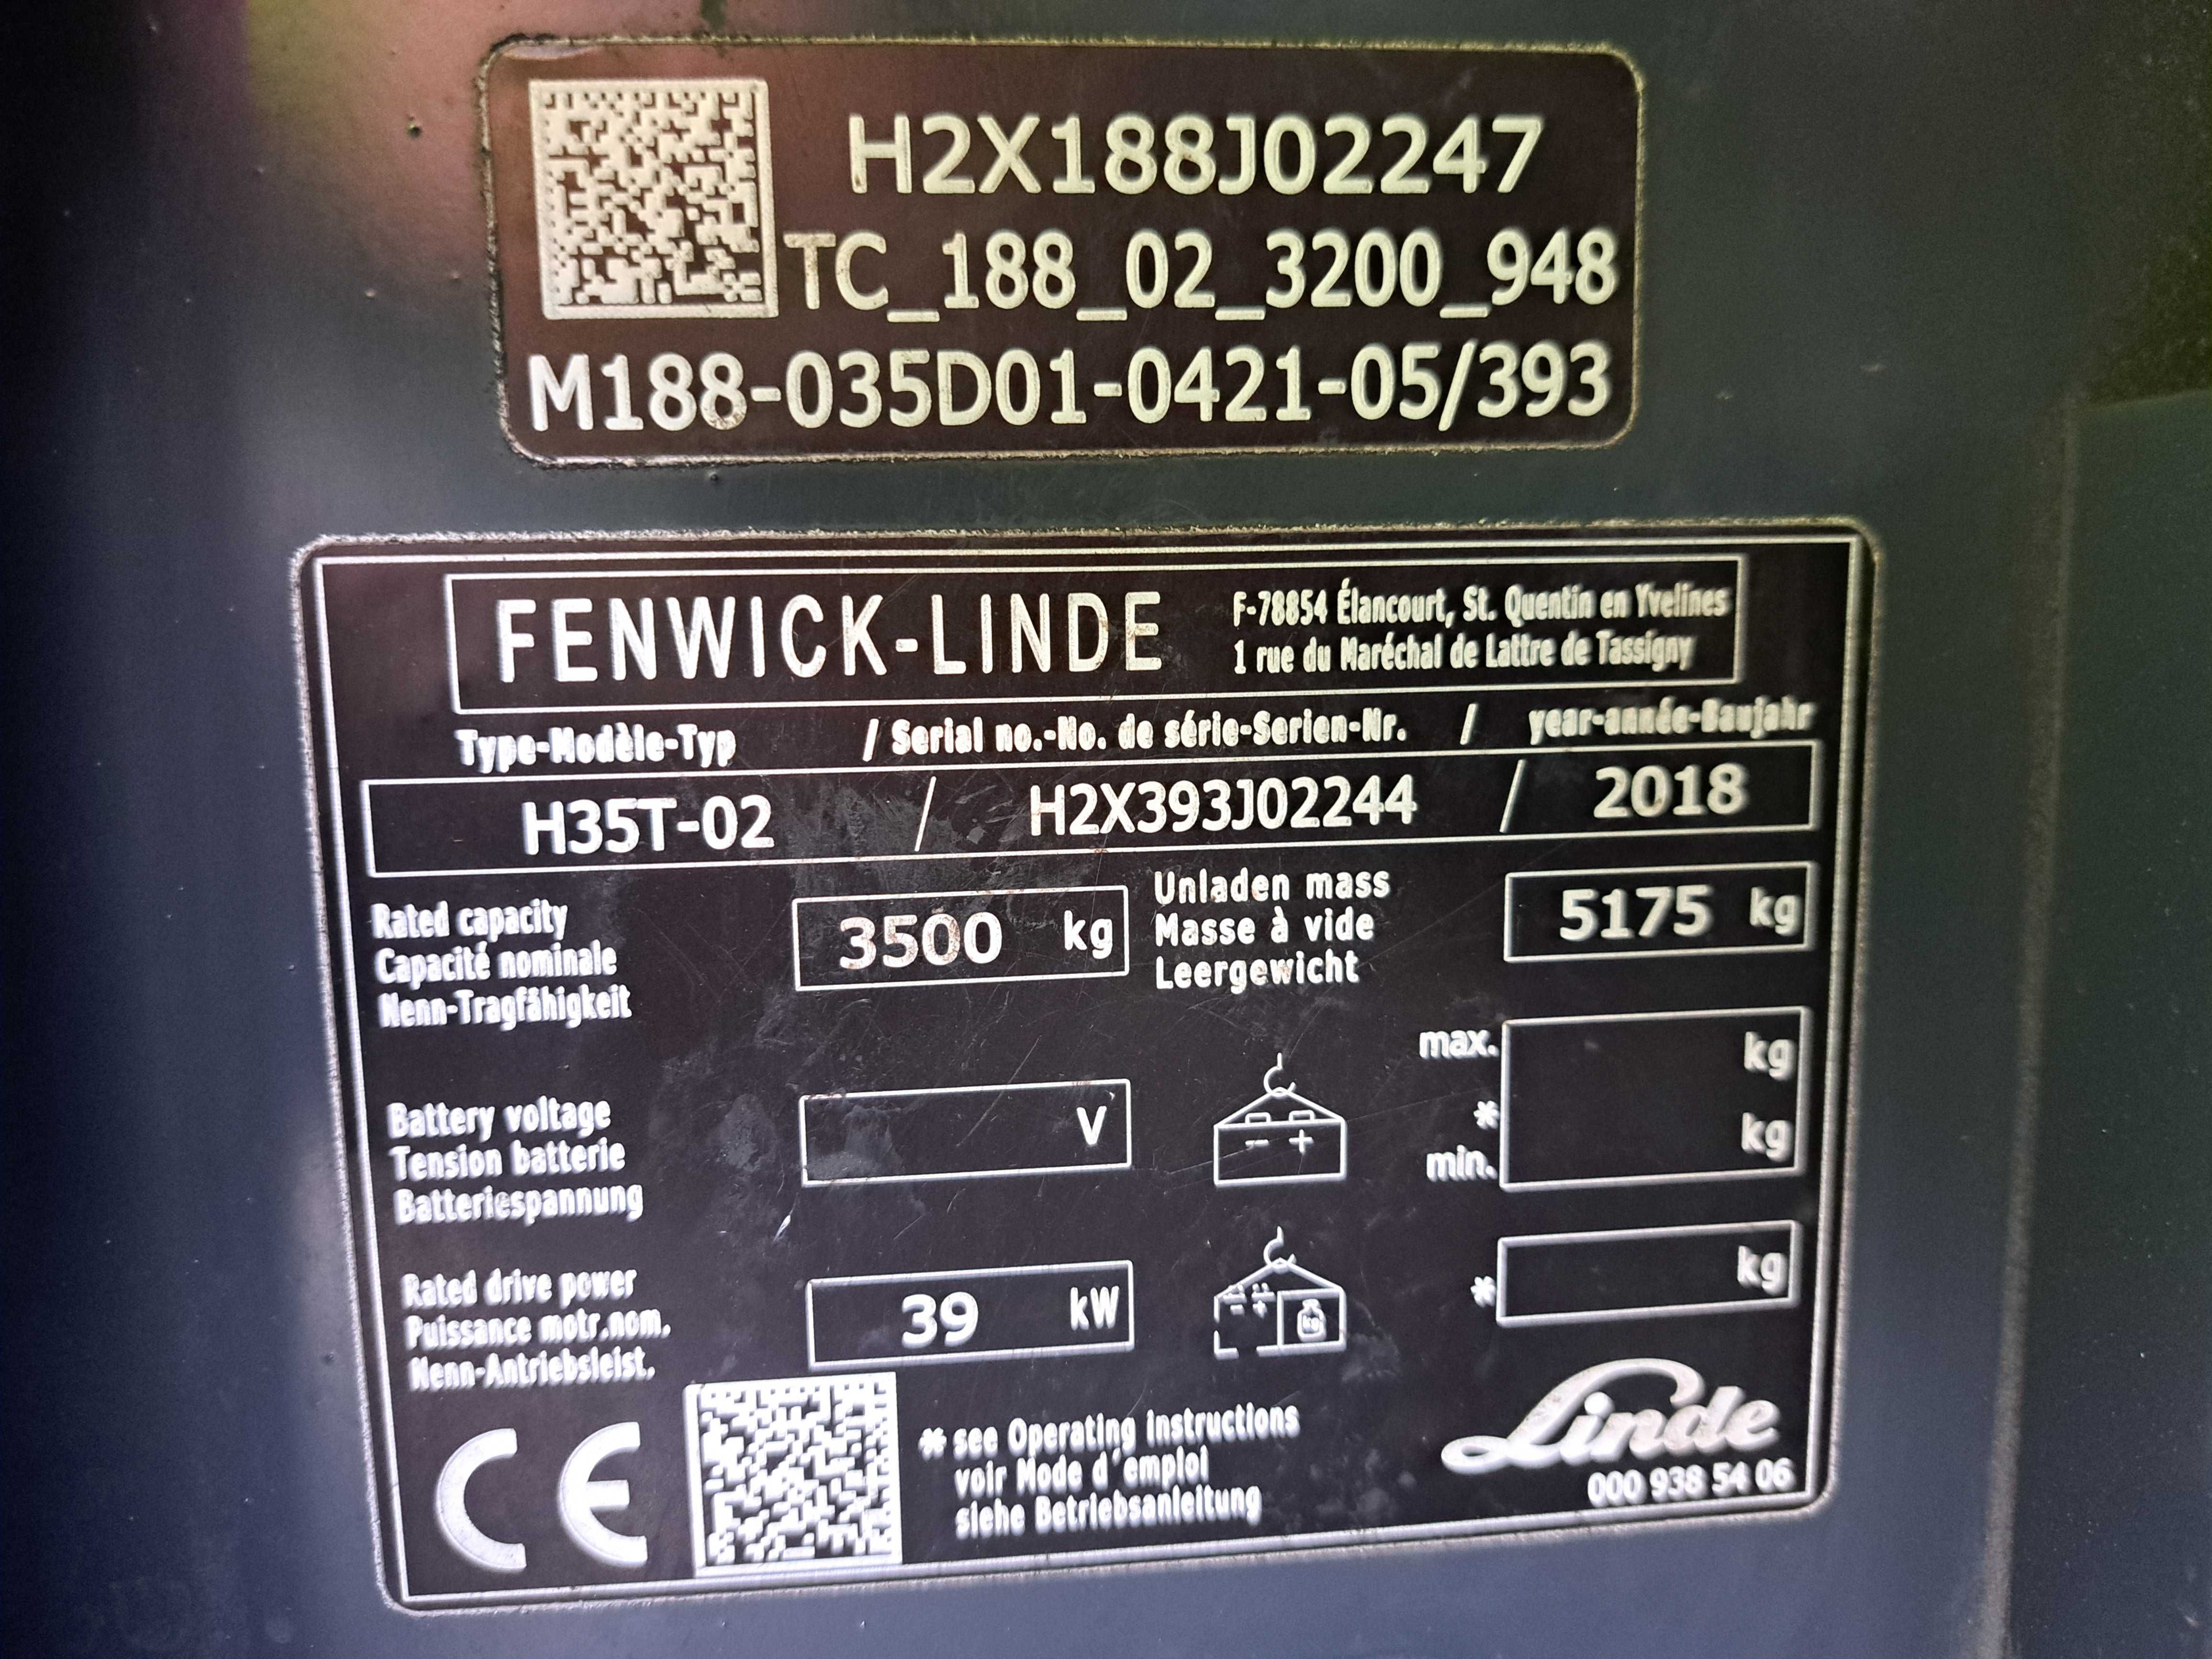 H2X188J02247
TC_188_02_3200_948
M188-035D01-0421-05/393
FENWICK-LINDE
F-78854 Élancourt, St. Quentin en Yvelines
1 rue du Maréchal de Lattre de Tassigny
Type-Modèle-Typ / Serial no.-No. de série-Serien-Nr. / year-année-Baujahr
H35T-02 / H2X393J02244 / 2018
Rated capacity
Capacité nominale
Nenn-Tragfähigkeit
3500 kg
Unladen mass
Masse à vide
Leergewicht
5175 kg
Battery voltage
Tension batterie
Batteriespannung
V
- +
max. kg
*
min. kg
Rated drive power
Puissance motr.nom.
Nenn-Antriebsleist.
39 kW
kg
* kg
CE
* see Operating instructions
voir Mode d'emploi
siehe Betriebsanleitung
Linde
000 938 54 06